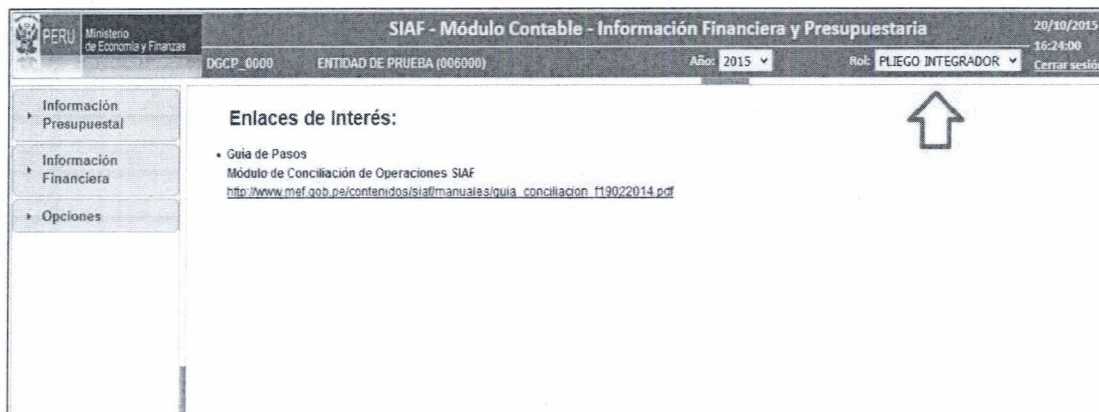 PERÚ
Ministerio
de Economía y Finanzas
SIAF - Módulo Contable - Información Financiera y Presupuestaria
20/10/2015
16:24:00
Cerrar sesión
DGCP_0000
ENTIDAD DE PRUEBA (006000)
Año: 2015
Rol: PLIEGO INTEGRADOR
Información
Presupuestal
Información
Financiera
Opciones
Enlaces de Interés:
• Guia de Pasos
Módulo de Conciliación de Operaciones SIAF
http://www.mef.gob.pe/contenidos/siaf/manuales/guia_conciliacion_f19022014.pdf